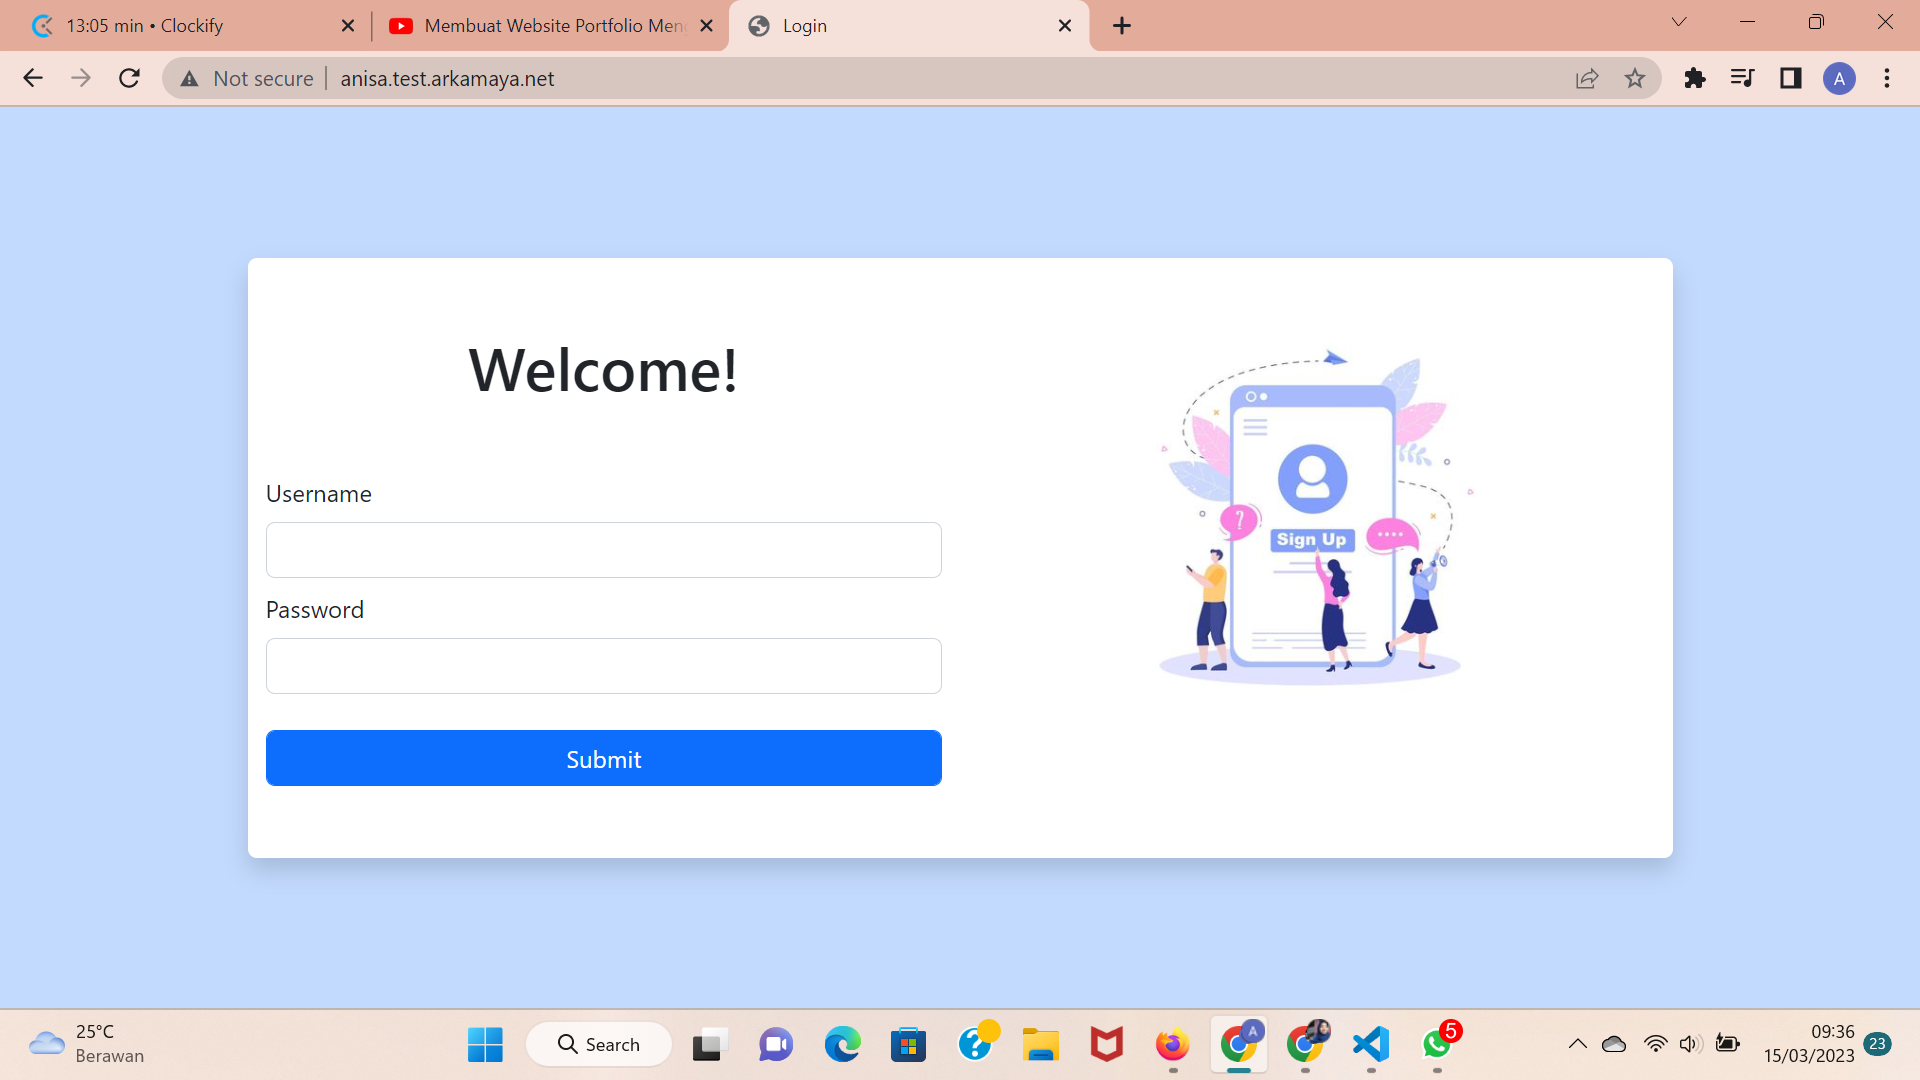 13:05 min • Clockify
Membuat Website Portfolio Men
Login
Not secure
anisa.test.arkamaya.net
A
Welcome!
Username
Password
Submit
?
Sign Up
25°C
Berawan
Search
A
5
09:36
15/03/2023
23